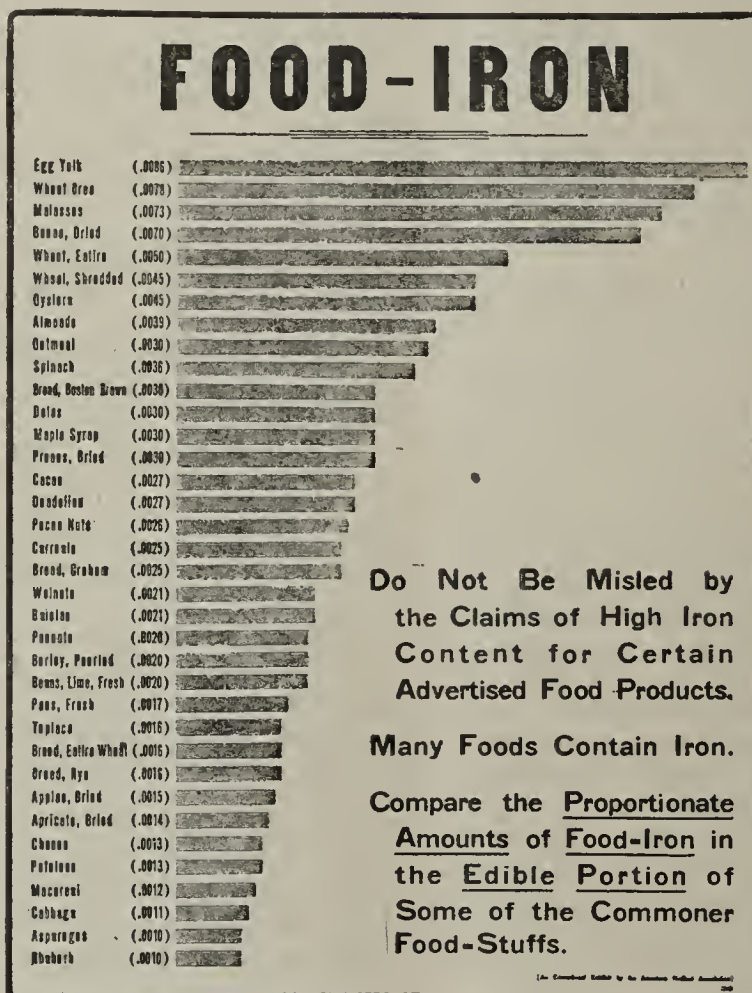 FOOD-IRON
Egg Yolk (.0086)
Wheat Bran (.0078)
Molasses (.0073)
Beans, Dried (.0070)
Wheat, Entire (.0050)
Wheat, Shredded (.0045)
Oysters (.0045)
Almonds (.0039)
Oatmeal
Spinach (.0036)
Bread, Boston Brown (.0030)
Dates (.0030)
Maple Syrup (.0030)
Prunes, Dried (.0030)
Cocoa (.0027)
Dandelion (.0027)
Pecan Nuts (.0026)
Currants (.0025)
Bread, Graham (.0025)
Walnuts (.0021)
Raisins (.0021)
Peanuts (.0020)
Barley, Pearled (.0020)
Beans, Lima, Fresh (.0020)
Peas, Fresh (.0017)
Tapioca (.0016)
Bread, Entire Wheat (.0016)
Bread, Rye (.0016)
Apples, Dried (.0015)
Apricots, Dried (.0014)
Cheese (.0013)
Potatoes (.0013)
Macaroni (.0012)
Cabbage (.0011)
Asparagus (.0010)
Rhubarb (.0010)
Do Not Be Misled by
the Claims of High Iron
Content for Certain
Advertised Food Products.
Many Foods Contain Iron.
Compare the Proportionate
Amounts of Food-Iron in
the Edible Portion of
Some of the Commoner
Food-Stuffs.